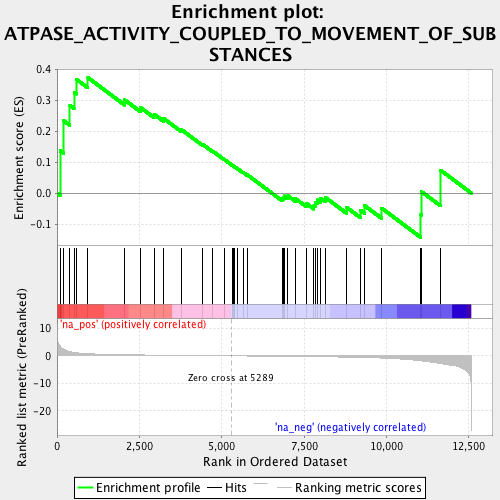 Enrichment plot:
ATPASE_ACTIVITY_COUPLED_TO_MOVEMENT_OF_SUB
STANCES
Enrichment score (ES)
0.4
0.3
0.2
0.1
0.0
-0.1
'na_pos' (positively correlated)
Ranked list metric (PreRanked)
10
5
0
-5
-10
-20
Zero cross at 5289
'na_neg' (negatively correlated)
0
2,500
5,000
7,500
10,000
12,500
Rank in Ordered Dataset
Enrichment profile
Hits
Ranking metric scores